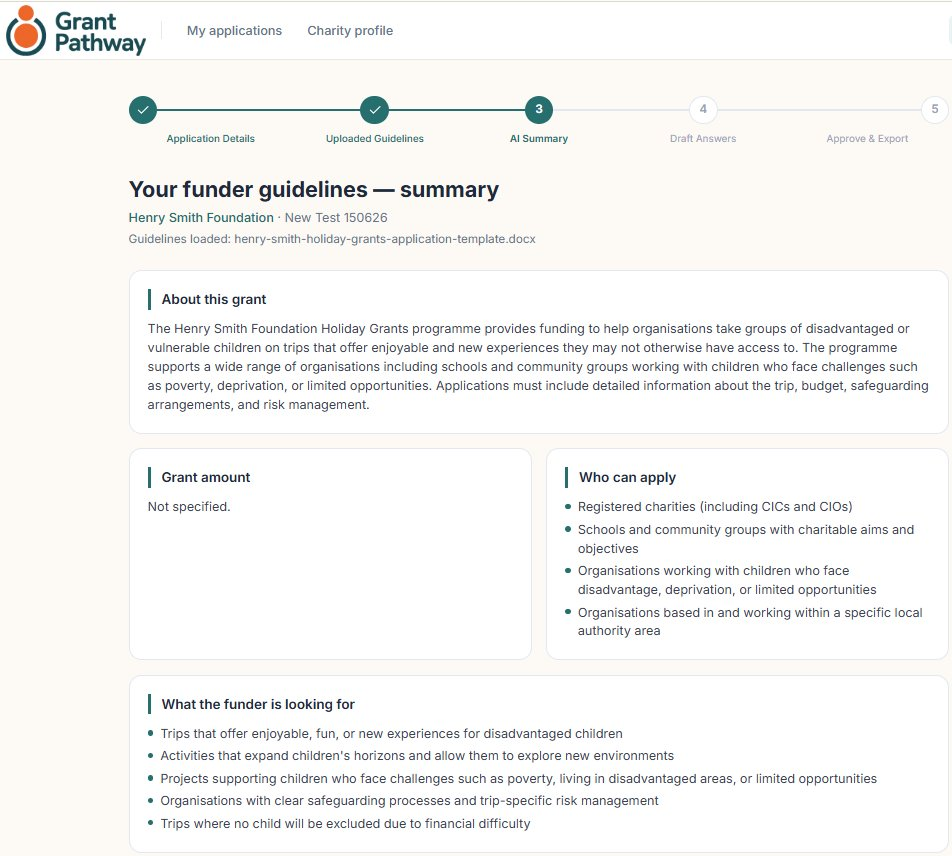 Grant
Pathway
My applications
Charity profile
3
4
5
Application Details
Uploaded Guidelines
AI Summary
Draft Answers
Approve & Export
Your funder guidelines — summary
Henry Smith Foundation · New Test 150626
Guidelines loaded: henry-smith-holiday-grants-application-template.docx
About this grant
The Henry Smith Foundation Holiday Grants programme provides funding to help organisations take groups of disadvantaged or
vulnerable children on trips that offer enjoyable and new experiences they may not otherwise have access to. The programme
supports a wide range of organisations including schools and community groups working with children who face challenges such
as poverty, deprivation, or limited opportunities. Applications must include detailed information about the trip, budget, safeguarding
arrangements, and risk management.
Grant amount
Not specified.
Who can apply
Registered charities (including CICs and CIOs)
Schools and community groups with charitable aims and
objectives
Organisations working with children who face
disadvantage, deprivation, or limited opportunities
Organisations based in and working within a specific local
authority area
What the funder is looking for
Trips that offer enjoyable, fun, or new experiences for disadvantaged children
Activities that expand children's horizons and allow them to explore new environments
Projects supporting children who face challenges such as poverty, living in disadvantaged areas, or limited opportunities
Organisations with clear safeguarding processes and trip-specific risk management
Trips where no child will be excluded due to financial difficulty